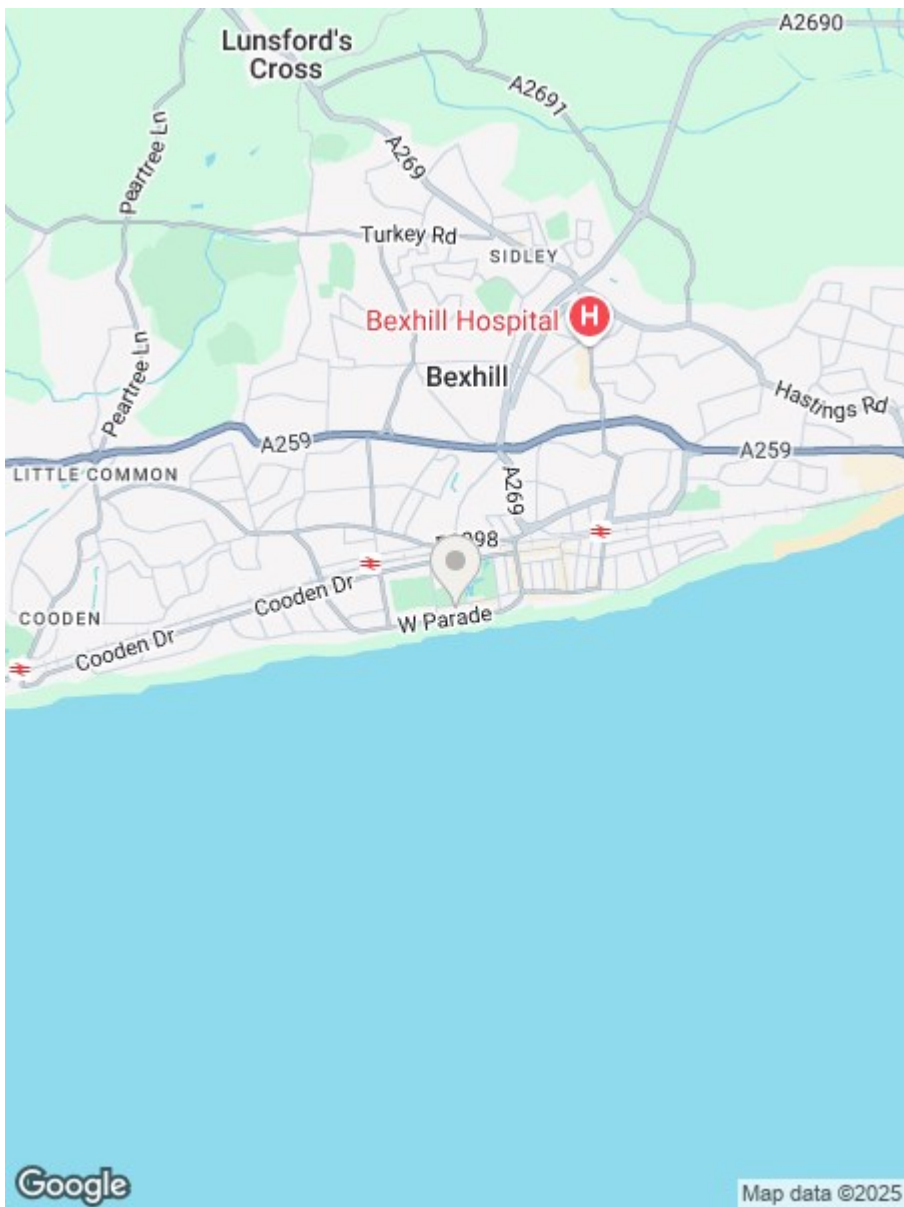 Lunsford's
Cross
A2690
A2691
Peartree Ln
A269
Turkey Rd
SIDLEY
Bexhill Hospital
H
Bexhill
Peartree Ln
Hastings Rd
A259
A259
LITTLE COMMON
A269
Cooden Dr
W Parade
COODEN
Cooden Dr
Google
Map data ©2025